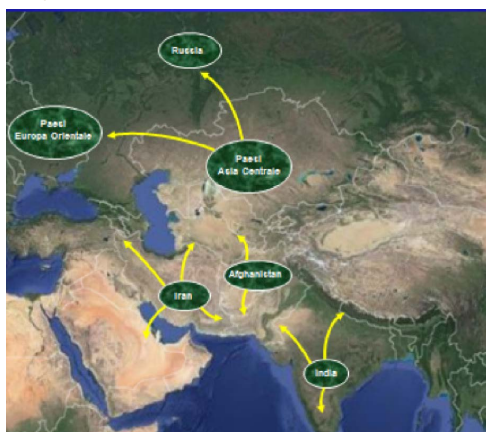 Russia
Paesi
Europa Orientale
Paesi
Asia Centrale
Afghanistan
Iran
India